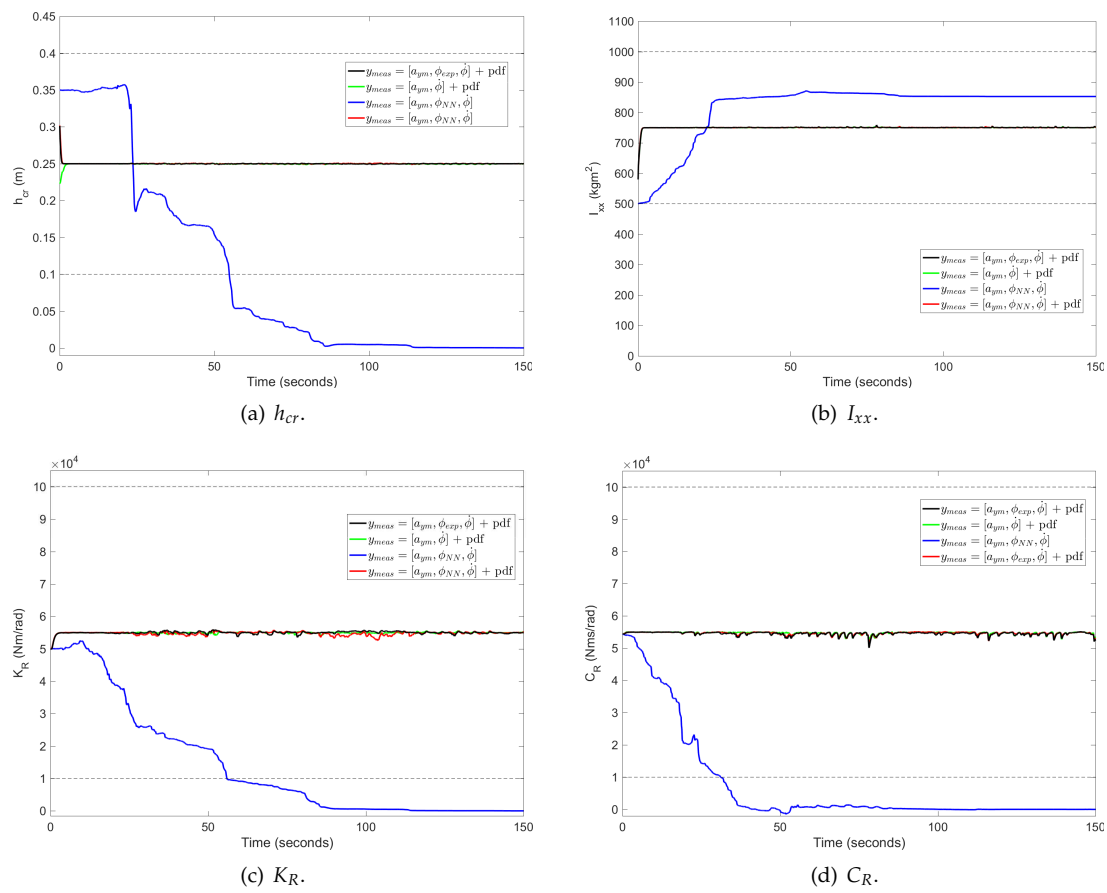 0.45
0.4
0.35
0.3
0.25
0.2
0.15
0.1
0.05
0
h_cr (m)
0 50 100 150
Time (seconds)
y_meas = [a_ym, ϕ_exp, ϕ̇] + pdf
y_meas = [a_ym, ϕ̇] + pdf
y_meas = [a_ym, ϕ_NN, ϕ̇]
y_meas = [a_ym, ϕ_NN, ϕ̇]
(a) h_cr.
1100
1000
900
800
700
600
500
400
300
200
100
0
I_xx (kgm²)
0 50 100 150
Time (seconds)
y_meas = [a_ym, ϕ_exp, ϕ̇] + pdf
y_meas = [a_ym, ϕ̇] + pdf
y_meas = [a_ym, ϕ_NN, ϕ̇]
y_meas = [a_ym, ϕ_NN, ϕ̇] + pdf
(b) I_xx.
×10⁴
10
9
8
7
6
5
4
3
2
1
0
K_R (Nm/rad)
0 50 100 150
Time (seconds)
y_meas = [a_ym, ϕ_exp, ϕ̇] + pdf
y_meas = [a_ym, ϕ̇] + pdf
y_meas = [a_ym, ϕ_NN, ϕ̇]
y_meas = [a_ym, ϕ_NN, ϕ̇] + pdf
(c) K_R.
×10⁴
10
9
8
7
6
5
4
3
2
1
0
C_R (Nms/rad)
0 50 100 150
Time (seconds)
y_meas = [a_ym, ϕ_exp, ϕ̇] + pdf
y_meas = [a_ym, ϕ̇] + pdf
y_meas = [a_ym, ϕ_NN, ϕ̇]
y_meas = [a_ym, ϕ_exp, ϕ̇] + pdf
(d) C_R.